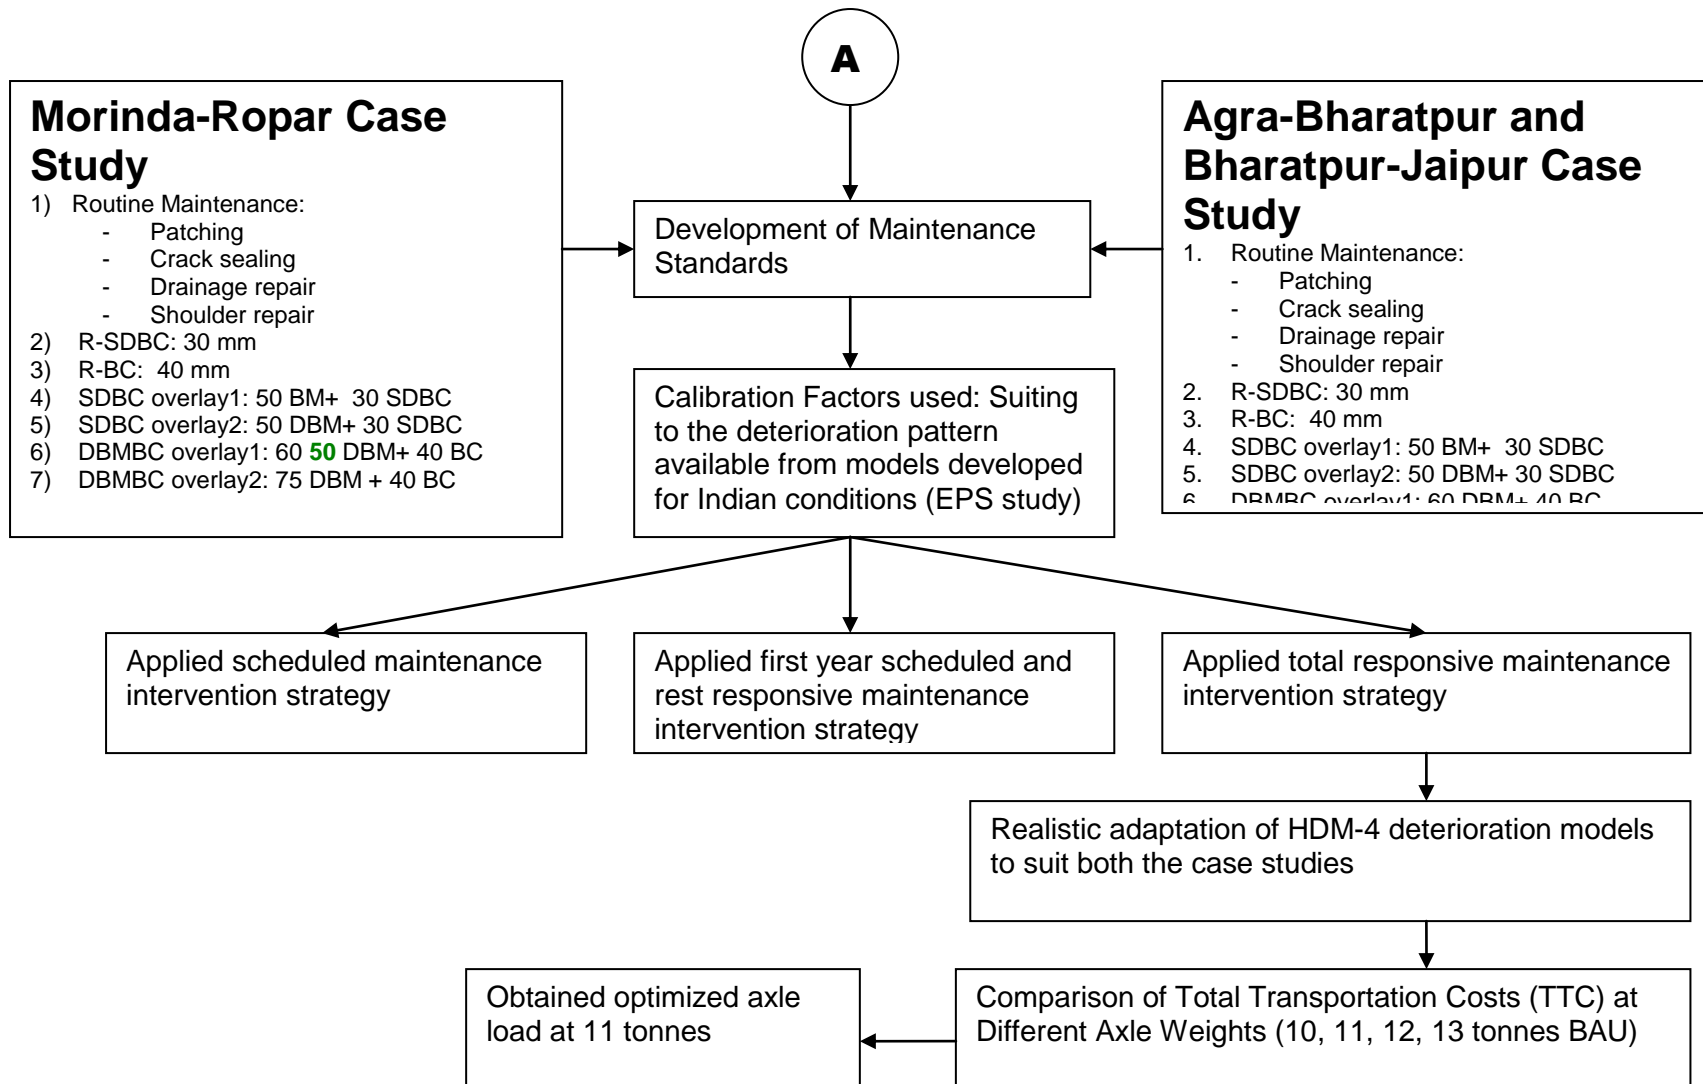 A
Morinda-Ropar Case
Study
1) Routine Maintenance:
- Patching
- Crack sealing
- Drainage repair
- Shoulder repair
2) R-SDBC: 30 mm
3) R-BC: 40 mm
4) SDBC overlay1: 50 BM+ 30 SDBC
5) SDBC overlay2: 50 DBM+ 30 SDBC
6) DBMBC overlay1: 60 50 DBM+ 40 BC
7) DBMBC overlay2: 75 DBM + 40 BC
Development of Maintenance
Standards
Agra-Bharatpur and
Bharatpur-Jaipur Case
Study
1. Routine Maintenance:
- Patching
- Crack sealing
- Drainage repair
- Shoulder repair
2. R-SDBC: 30 mm
3. R-BC: 40 mm
4. SDBC overlay1: 50 BM+ 30 SDBC
5. SDBC overlay2: 50 DBM+ 30 SDBC
6. DBMBC overlay1: 60 DBM+ 40 BC
Calibration Factors used: Suiting
to the deterioration pattern
available from models developed
for Indian conditions (EPS study)
Applied scheduled maintenance
intervention strategy
Applied first year scheduled and
rest responsive maintenance
intervention strategy
Applied total responsive maintenance
intervention strategy
Realistic adaptation of HDM-4 deterioration models
to suit both the case studies
Obtained optimized axle
load at 11 tonnes
Comparison of Total Transportation Costs (TTC) at
Different Axle Weights (10, 11, 12, 13 tonnes BAU)